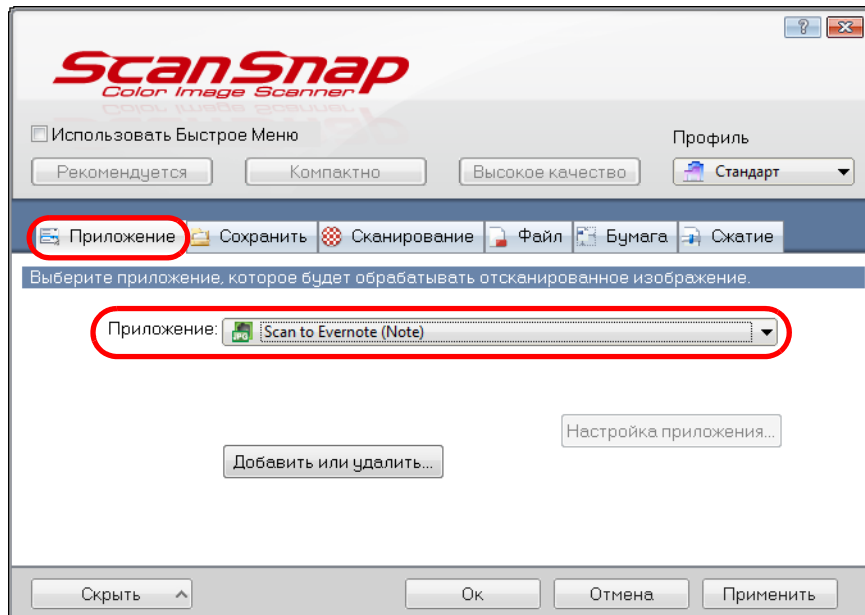 ScanSnap
Color Image Scanner
Использовать Быстрое Меню
Профиль
Рекомендуется Компактно Высокое качество Стандарт
Приложение Сохранить Сканирование Файл Бумага Сжатие
Выберите приложение, которое будет обрабатывать отсканированное изображение.
Приложение: JPG Scan to Evernote (Note)
Настройка приложения...
Добавить или удалить...
Скрыть Ок Отмена Применить